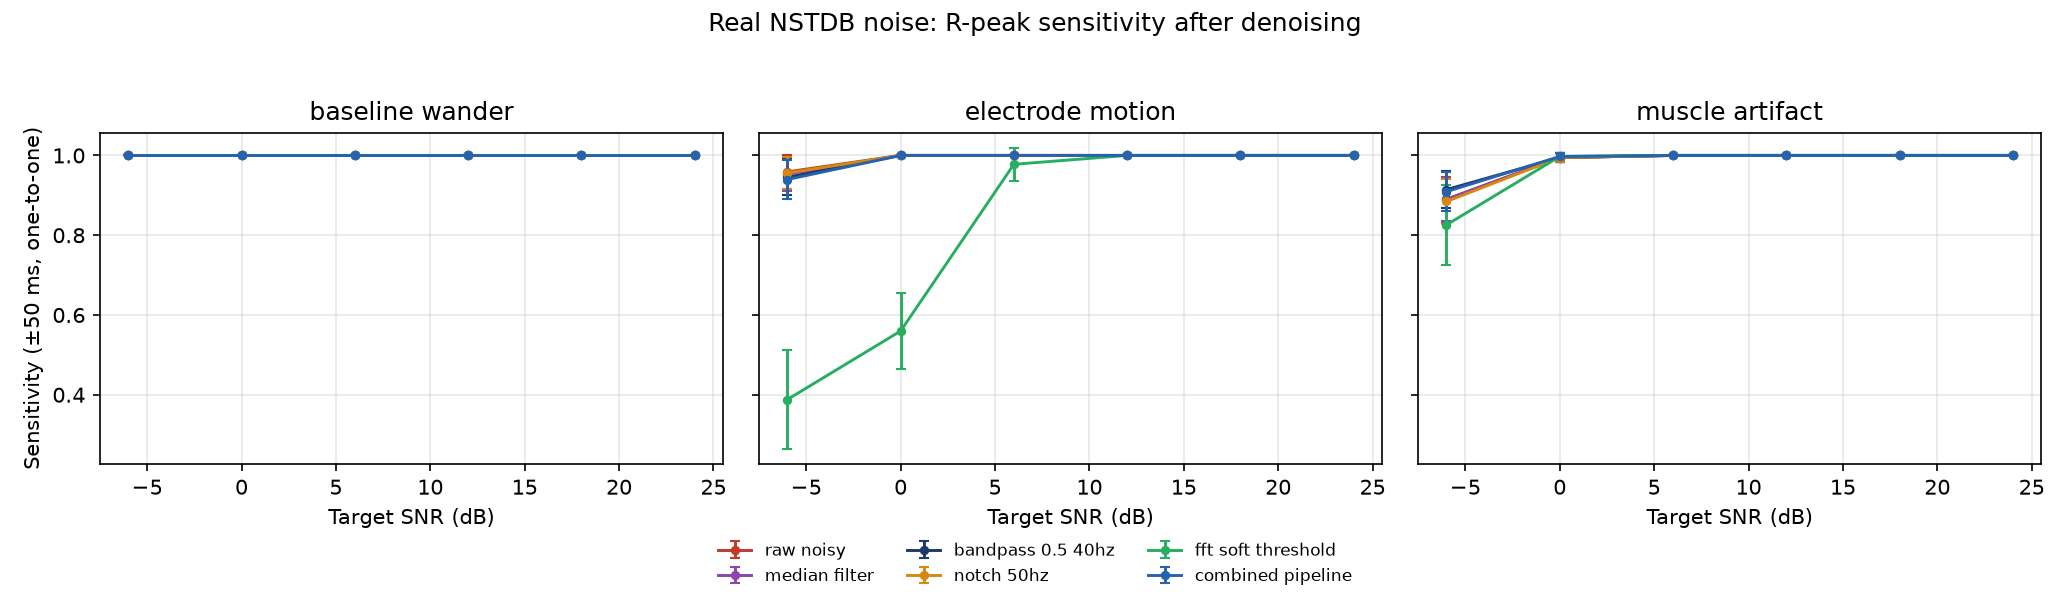 Real NSTDB noise: R-peak sensitivity after denoising
baseline wander
electrode motion
muscle artifact
Sensitivity (±50 ms, one-to-one)
1.0
0.8
0.6
0.4
−5 0 5 10 15 20 25
−5 0 5 10 15 20 25
−5 0 5 10 15 20 25
Target SNR (dB)
Target SNR (dB)
Target SNR (dB)
raw noisy
median filter
bandpass 0.5 40hz
notch 50hz
fft soft threshold
combined pipeline